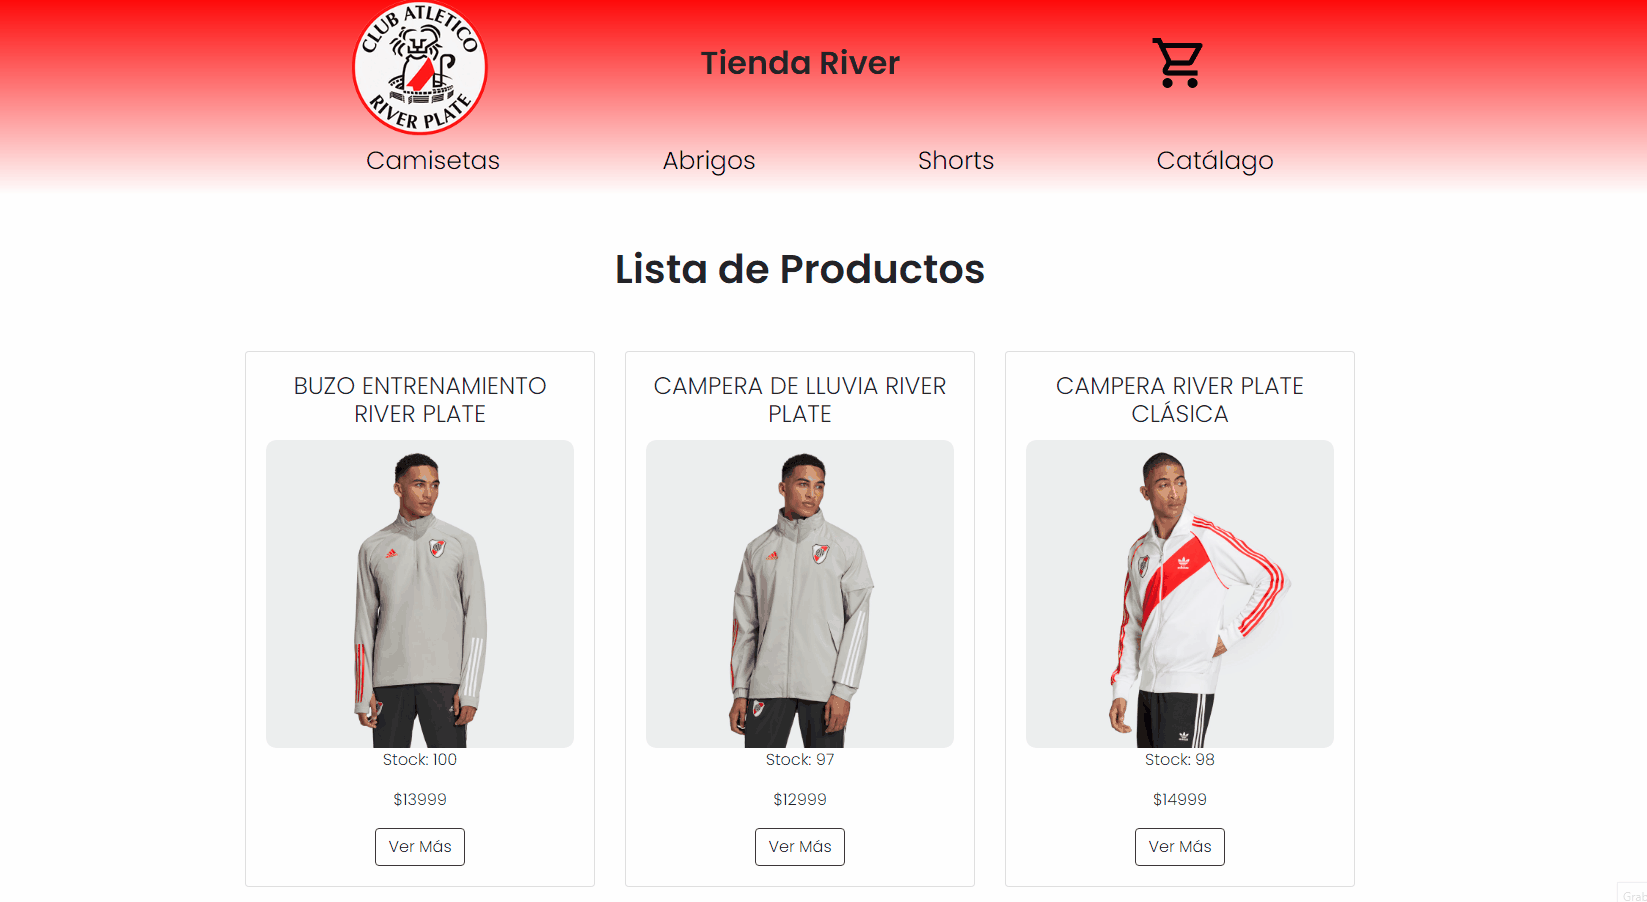 CLUB ATLETICO
RIVER PLATE
Tienda River
Camisetas
Abrigos
Shorts
Catálago
Lista de Productos
BUZO ENTRENAMIENTO
RIVER PLATE
Stock: 100
$13999
Ver Más
CAMPERA DE LLUVIA RIVER
PLATE
Stock: 97
$12999
Ver Más
CAMPERA RIVER PLATE
CLÁSICA
Stock: 98
$14999
Ver Más
Grab